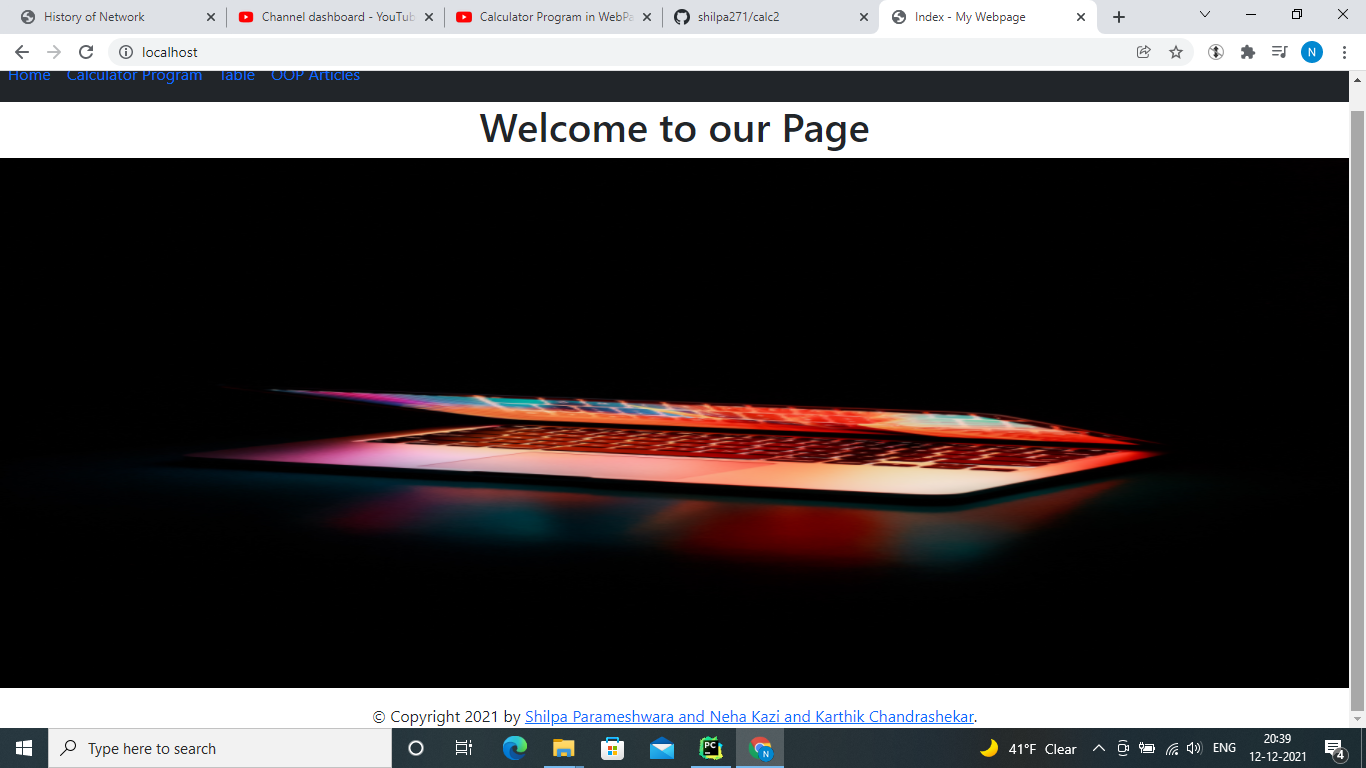 History of Network
Channel dashboard - YouTub
Calculator Program in WebPa
shilpa271/calc2
Index - My Webpage
localhost
N
Home Calculator Program Table OOP Articles
Welcome to our Page
© Copyright 2021 by Shilpa Parameshwara and Neha Kazi and Karthik Chandrashekar.
Type here to search
PC
N
41°F Clear
ENG
20:39
12-12-2021
4